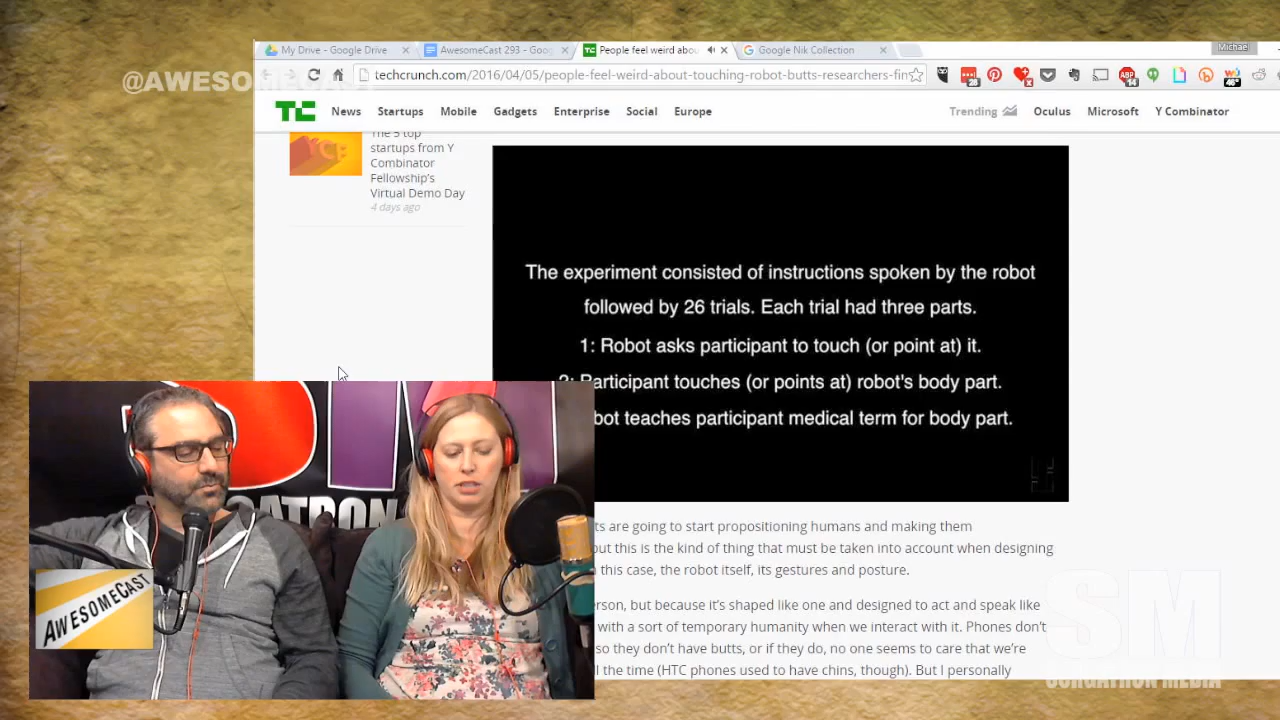 My Drive - Google Drive
AwesomeCast 293 - Goog
People feel weird abou
Google Nik Collection
Michael
@AWESOMECAST
techcrunch.com/2016/04/05/people-feel-weird-about-touching-robot-butts-researchers-fin
TC News Startups Mobile Gadgets Enterprise Social Europe
Trending Oculus Microsoft Y Combinator
The 5 top
startups from Y
Combinator
Fellowship's
Virtual Demo Day
4 days ago
The experiment consisted of instructions spoken by the robot
followed by 26 trials. Each trial had three parts.
1: Robot asks participant to touch (or point at) it.
2: Participant touches (or points at) robot's body part.
bot teaches participant medical term for body part.
ts are going to start propositioning humans and making them
but this is the kind of thing that must be taken into account when designing
this case, the robot itself, its gestures and posture.
erson, but because it's shaped like one and designed to act and speak like
with a sort of temporary humanity when we interact with it. Phones don't
so they don't have butts, or if they do, no one seems to care that we're
l the time (HTC phones used to have chins, though). But I personally
AWESOMECAST
SM
SORGATRON MEDIA